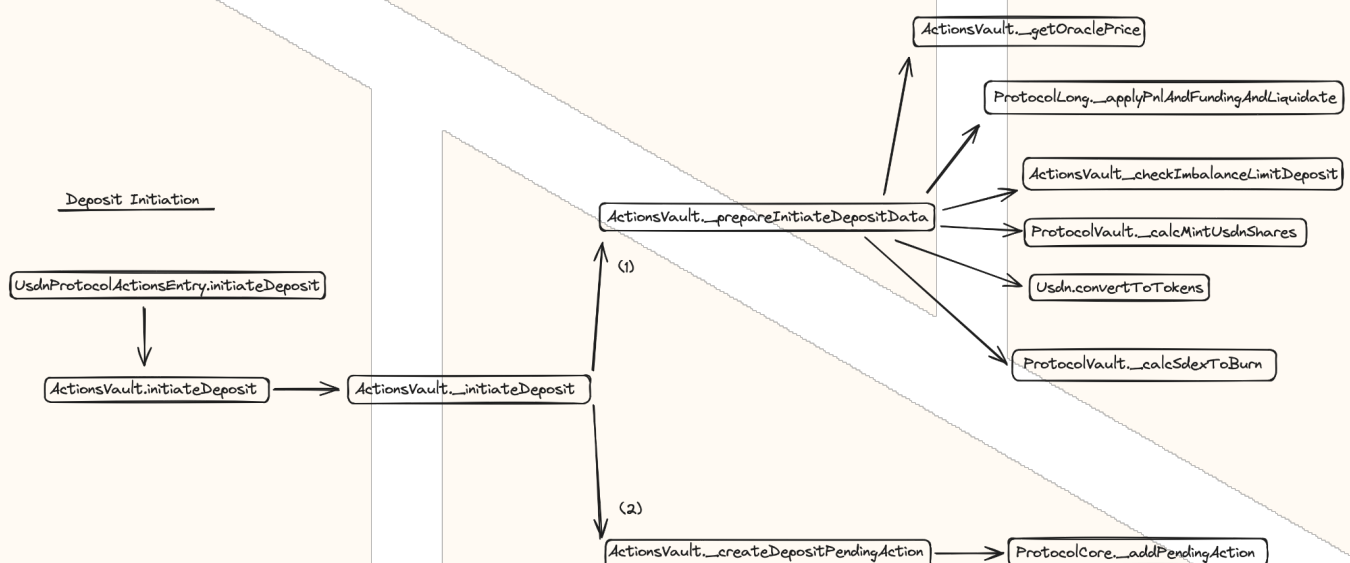 ActionsVault._getOraclePrice
ProtocolLong._applyPnlAndFundingAndLiquidate
ActionsVault._checkImbalanceLimitDeposit
Deposit Initiation
ActionsVault._prepareInitiateDepositData
ProtocolVault._calcMintUsdnShares
(1)
UsdnProtocolActionsEntry.initiateDeposit
Usdn.convertToTokens
ProtocolVault._calcSdexToBurn
ActionsVault.initiateDeposit
ActionsVault._initiateDeposit
(2)
ActionsVault._createDepositPendingAction
ProtocolCore._addPendingAction